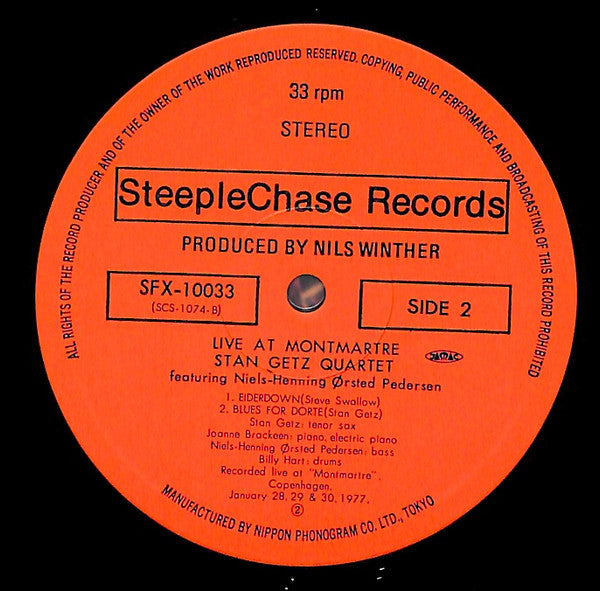 ALL RIGHTS OF THE RECORD PRODUCER AND OF THE OWNER OF THE WORK REPRODUCED RESERVED. COPYING, PUBLIC PERFORMANCE AND BROADCASTING OF THIS RECORD PROHIBITED
33 rpm
STEREO
SteepleChase Records
PRODUCED BY NILS WINTHER
SFX-10033
(SCS-1074-B)
SIDE 2
LIVE AT MONTMARTRE
STAN GETZ QUARTET
JASRAC
featuring Niels-Henning Ørsted Pedersen
1. EIDERDOWN(Steve Swallow)
2. BLUES FOR DORTE(Stan Getz)
Stan Getz: tenor sax
Joanne Brackeen: piano, electric piano
Niels-Henning Ørsted Pedersen: bass
Billy Hart: drums
Recorded live at "Montmartre",
Copenhagen,
January 28, 29 & 30, 1977.
②
MANUFACTURED BY NIPPON PHONOGRAM CO. LTD., TOKYO